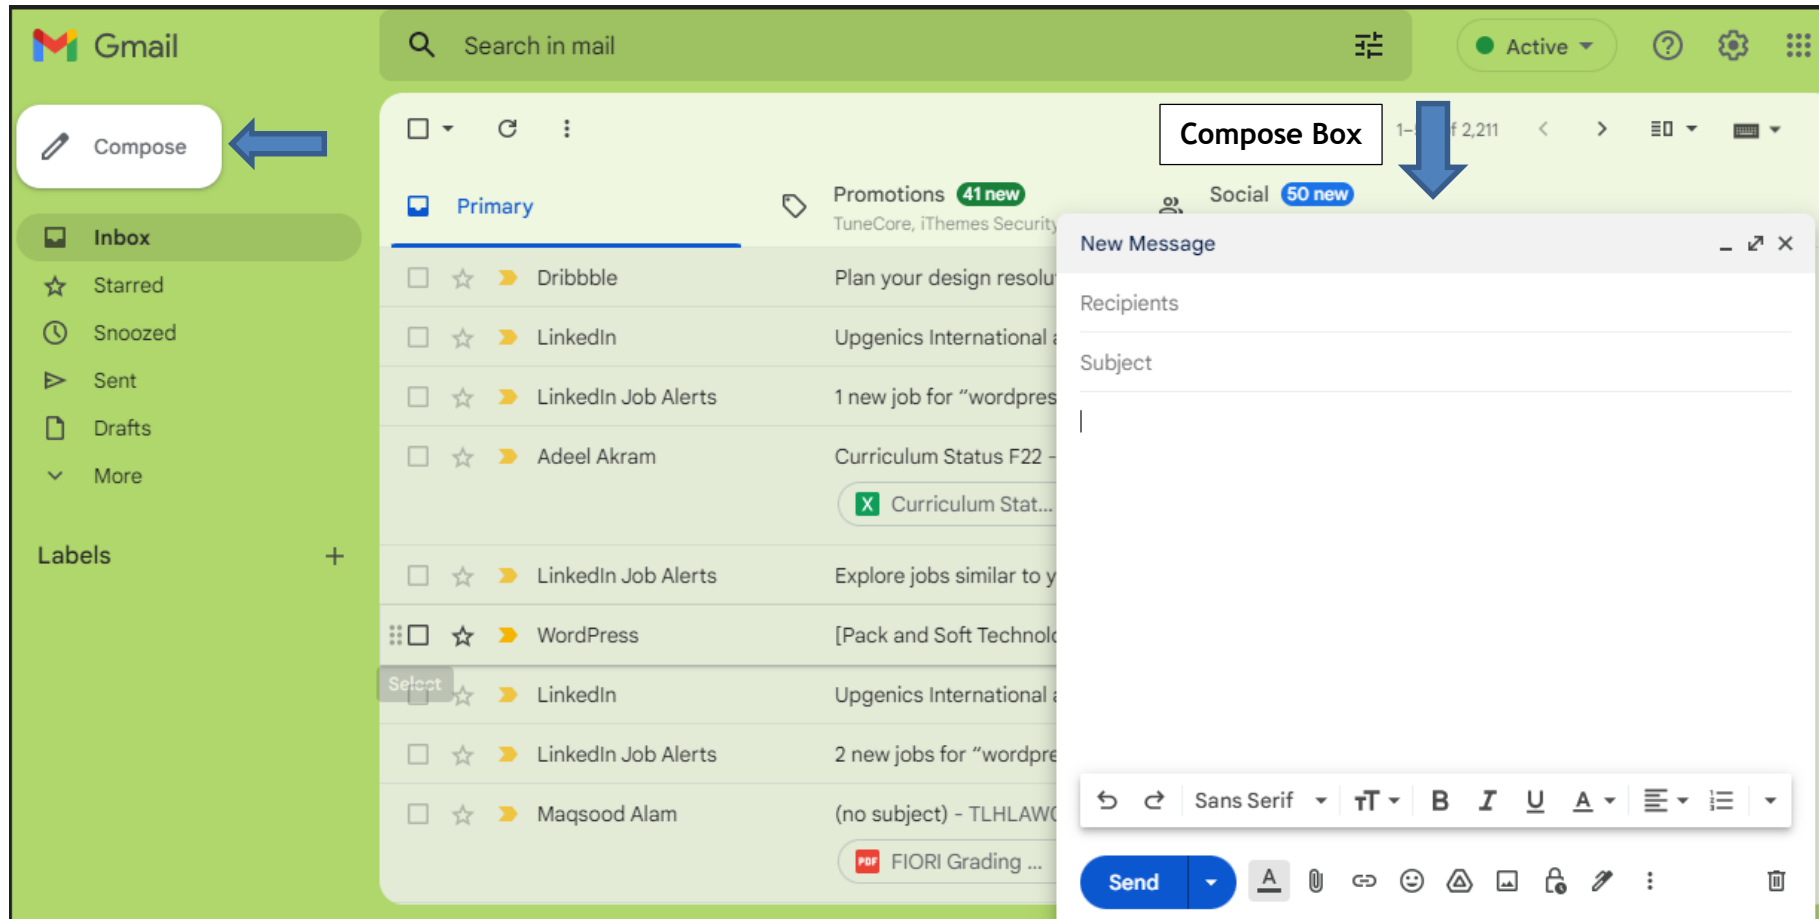 Gmail
Search in mail
Active
Compose
Compose Box
of 2,211
Primary
Promotions 41 new
TuneCore, iThemes Security
Social 50 new
Inbox
Starred
Snoozed
Sent
Drafts
More
Labels
Dribbble Plan your design
LinkedIn Upgenics International
LinkedIn Job Alerts 1 new job for “wordpres
Adeel Akram Curriculum Status F22 -
Curriculum Stat...
LinkedIn Job Alerts Explore jobs similar to y
WordPress [Pack and Soft Technolo
Select
LinkedIn Upgenics International
LinkedIn Job Alerts 2 new jobs for “wordpre
Maqsood Alam (no subject) - TLHLAW
PDF FIORI Grading ...
New Message
Recipients
Subject
Sans Serif
Send